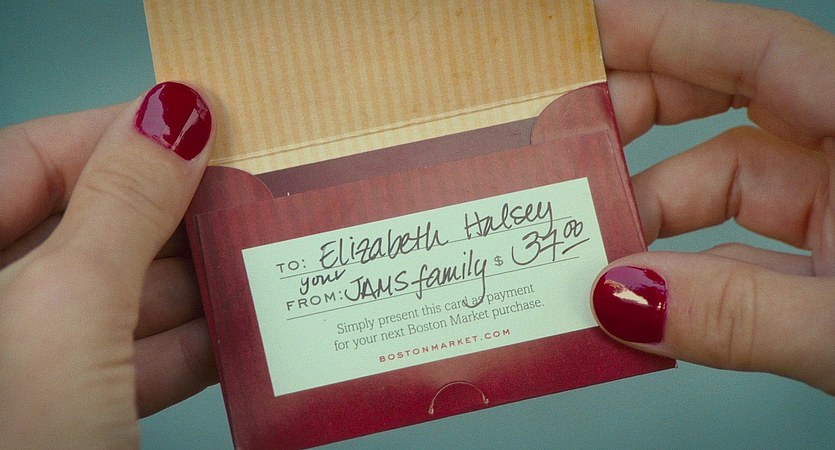 TO: Elizabeth Halsey
your
FROM: JAMS family $ 37.00
Simply present this card as payment
for your next Boston Market purchase.
BOSTONMARKET.COM